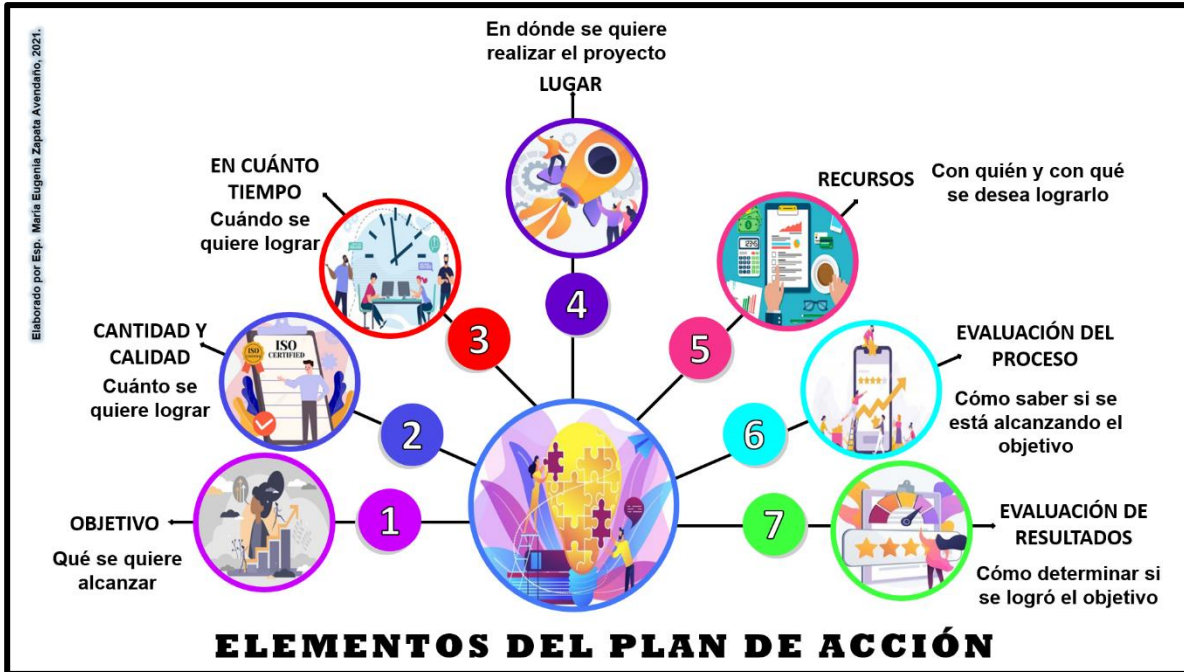 Elaborado por Esp. María Eugenia Zapata Avendaño, 2021.
OBJETIVO
Qué se quiere
alcanzar
1
CANTIDAD Y
CALIDAD
Cuánto se
quiere lograr
ISO
CERTIFIED
2
EN CUÁNTO
TIEMPO
Cuándo se
quiere lograr
3
En dónde se quiere
realizar el proyecto
LUGAR
4
RECURSOS
Con quién y con qué
se desea lograrlo
5
EVALUACIÓN DEL
PROCESO
Cómo saber si se
está alcanzando el
objetivo
6
EVALUACIÓN DE
RESULTADOS
Cómo determinar si
se logró el objetivo
7
ELEMENTOS DEL PLAN DE ACCIÓN